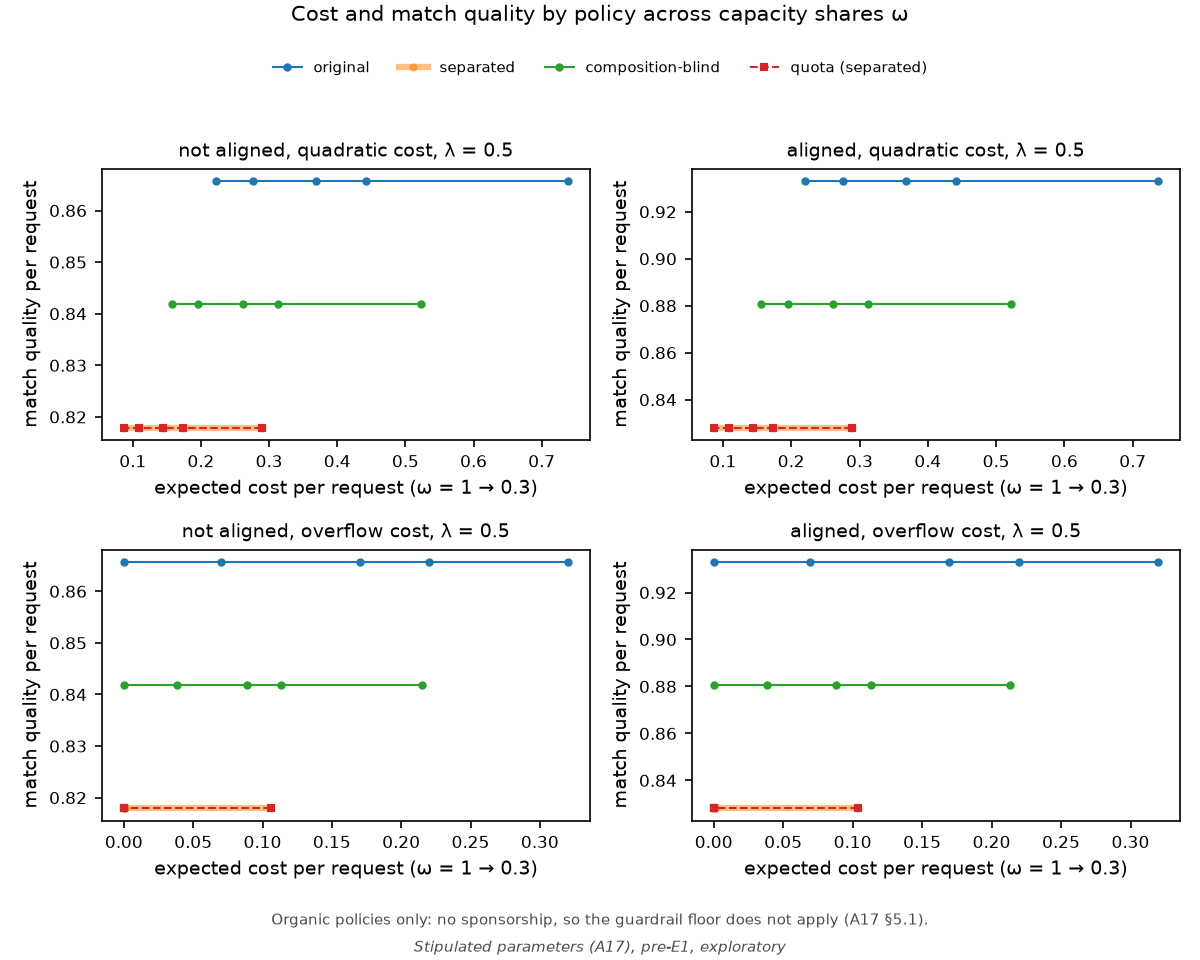 Cost and match quality by policy across capacity shares ω
original
separated
composition-blind
quota (separated)
not aligned, quadratic cost, λ = 0.5
match quality per request
0.86
0.85
0.84
0.83
0.82
0.1 0.2 0.3 0.4 0.5 0.6 0.7
expected cost per request (ω = 1 → 0.3)
aligned, quadratic cost, λ = 0.5
match quality per request
0.92
0.90
0.88
0.86
0.84
0.1 0.2 0.3 0.4 0.5 0.6 0.7
expected cost per request (ω = 1 → 0.3)
not aligned, overflow cost, λ = 0.5
match quality per request
0.86
0.85
0.84
0.83
0.82
0.00 0.05 0.10 0.15 0.20 0.25 0.30
expected cost per request (ω = 1 → 0.3)
aligned, overflow cost, λ = 0.5
match quality per request
0.92
0.90
0.88
0.86
0.84
0.00 0.05 0.10 0.15 0.20 0.25 0.30
expected cost per request (ω = 1 → 0.3)
Organic policies only: no sponsorship, so the guardrail floor does not apply (A17 §5.1).
Stipulated parameters (A17), pre-E1, exploratory